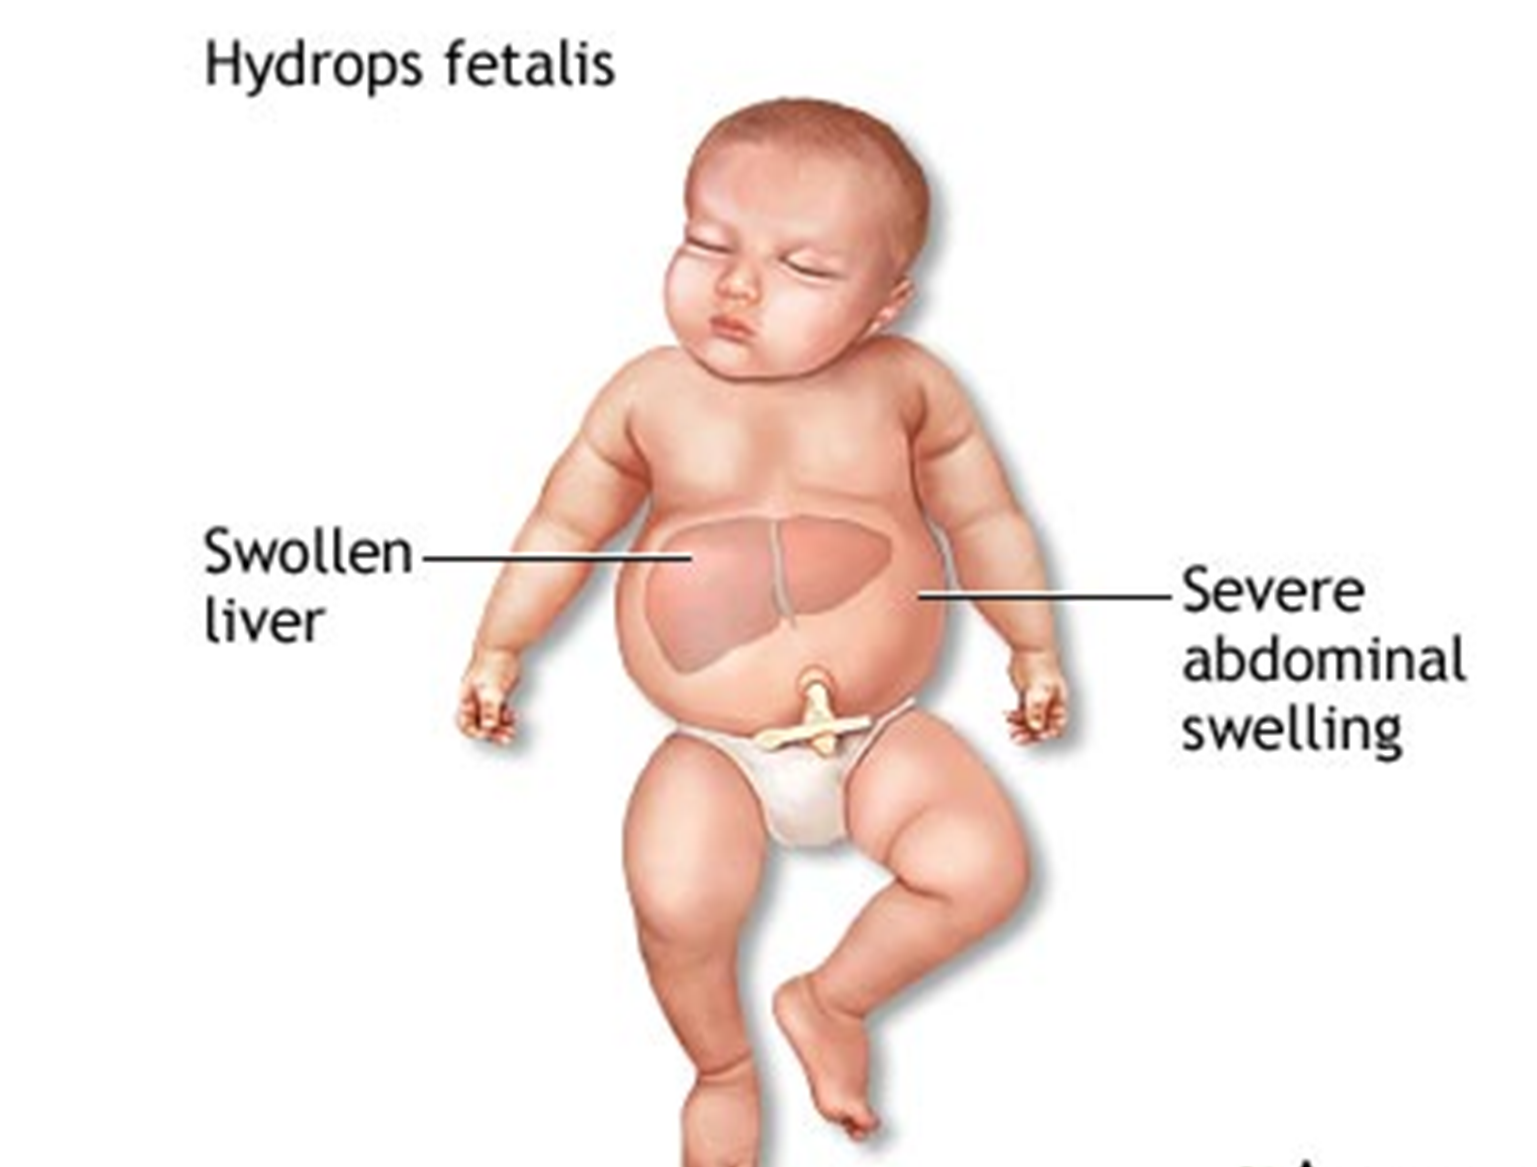 Hydrops fetalis
Swollen
liver
Severe
abdominal
swelling